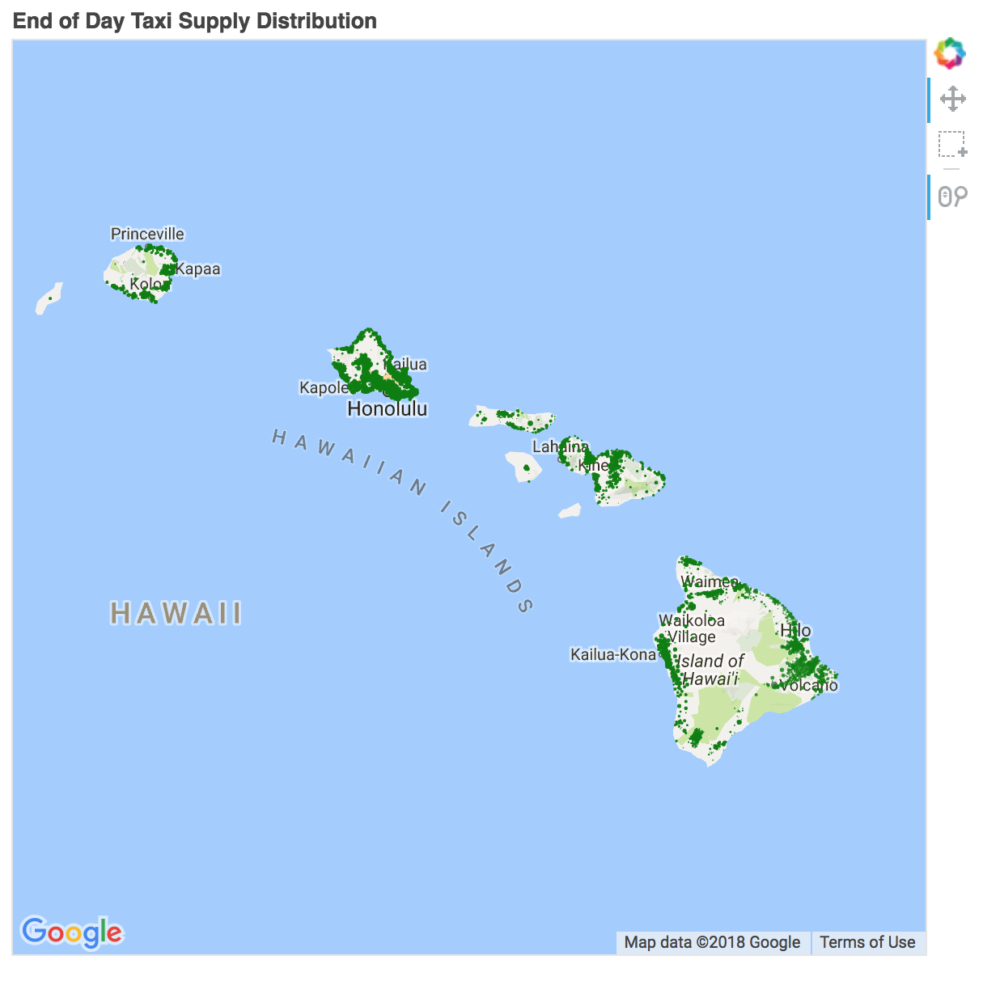 End of Day Taxi Supply Distribution
Princeville
Kapaa
Kolo
Kailua
Kapole
Honolulu
HAWAIIAN ISLANDS
Lahaina
Kihe
Waimea
HAWAII
Waikoloa
Village
Hilo
Kailua-Kona
Island of
Hawai'i
Volcano
Google
Map data ©2018 Google
Terms of Use